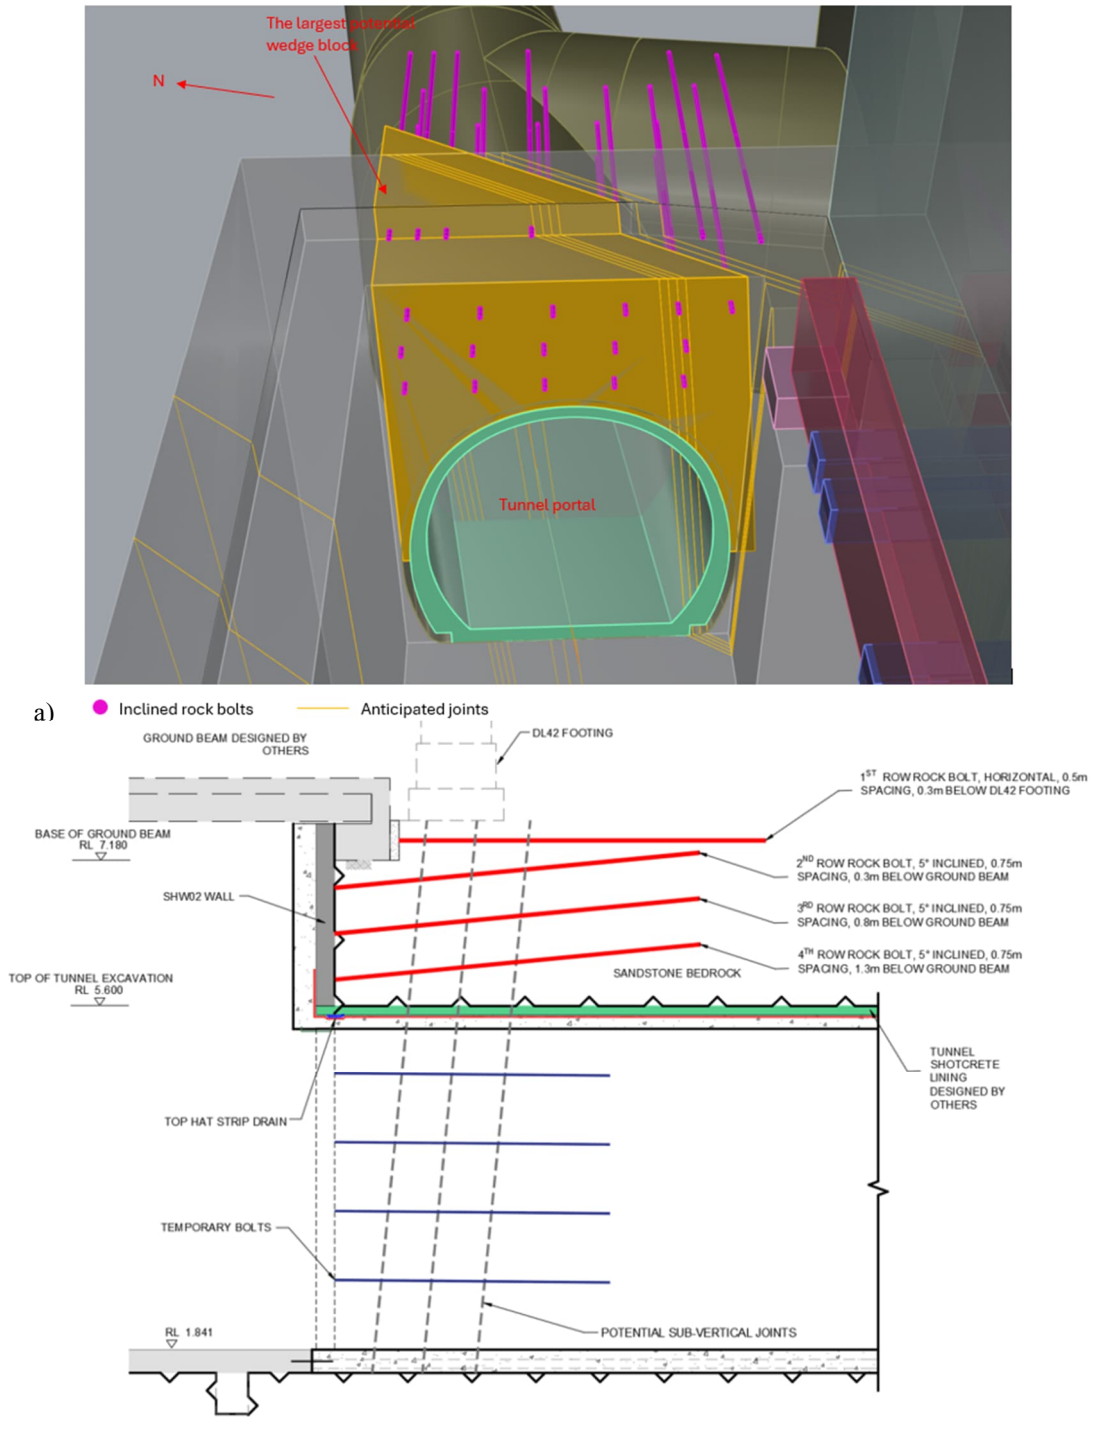 The largest potential
wedge block
N
Tunnel portal
a)
Inclined rock bolts
Anticipated joints
GROUND BEAM DESIGNED BY
OTHERS
DL42 FOOTING
1ST ROW ROCK BOLT, HORIZONTAL, 0.5m
SPACING, 0.3m BELOW DL42 FOOTING
BASE OF GROUND BEAM
RL 7.180
2ND ROW ROCK BOLT, 5° INCLINED, 0.75m
SPACING, 0.3m BELOW GROUND BEAM
SHW02 WALL
3RD ROW ROCK BOLT, 5° INCLINED, 0.75m
SPACING, 0.8m BELOW GROUND BEAM
4TH ROW ROCK BOLT, 5° INCLINED, 0.75m
SPACING, 1.3m BELOW GROUND BEAM
SANDSTONE BEDROCK
TOP OF TUNNEL EXCAVATION
RL 5.600
TUNNEL
SHOTCRETE
LINING
DESIGNED BY
OTHERS
TOP HAT STRIP DRAIN
TEMPORARY BOLTS
RL 1.841
POTENTIAL SUB-VERTICAL JOINTS